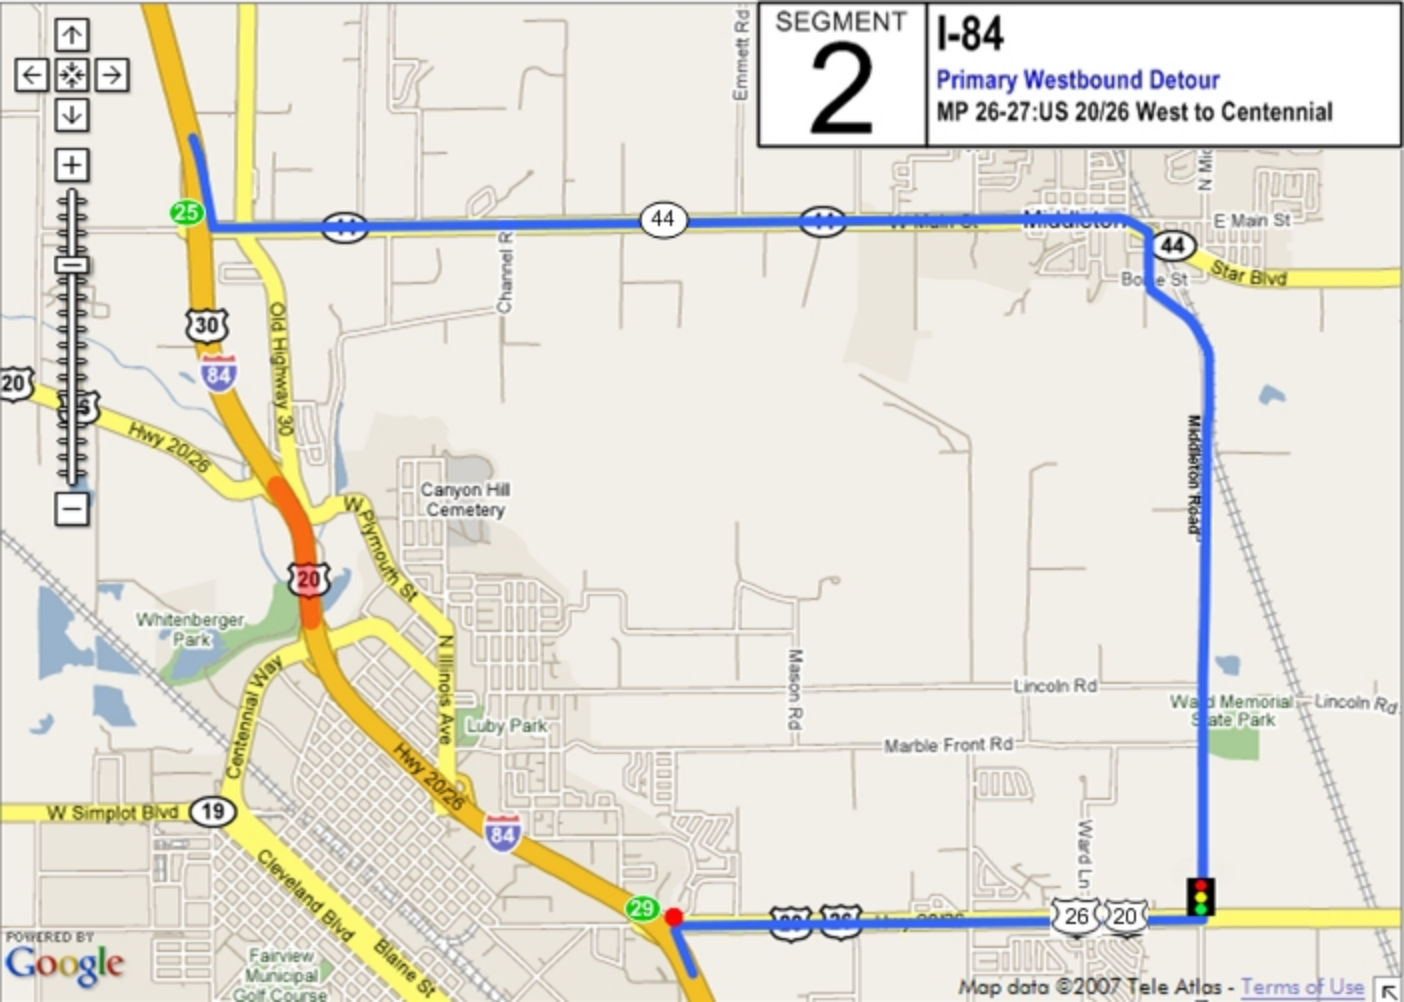 SEGMENT
2
I-84
Primary Westbound Detour
MP 26-27:US 20/26 West to Centennial
Emmett Rd
N Mid
25
44
44
44
W Main St
Middleton
E Main St
44
Star Blvd
Channel R
30
84
Old Highway 30
20
Hwy 20/26
Middleton Road
Canyon Hill
Cemetery
W Plymouth St
20
Whitenberger
Park
N Illinois Ave
Mason Rd
Lincoln Rd
Lincoln Rd
Centennial Way
Luby Park
Marble Front Rd
Ward Memorial
State Park
Hwy 20/26
W Simplot Blvd
19
84
Ward Ln
Cleveland Blvd
Blaine St
29
26
26
20
POWERED BY
Google
Fairview
Municipal
Golf Course
Map data ©2007 Tele Atlas - Terms of Use